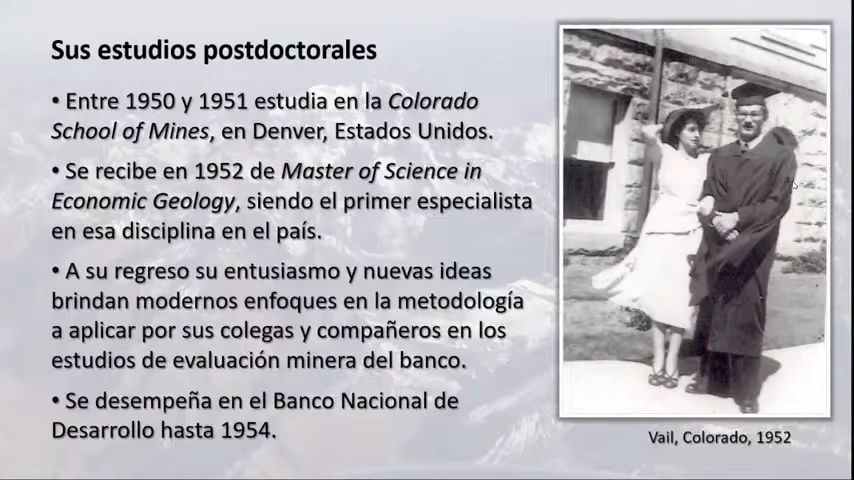 Sus estudios postdoctorales
• Entre 1950 y 1951 estudia en la Colorado
School of Mines, en Denver, Estados Unidos.
• Se recibe en 1952 de Master of Science in
Economic Geology, siendo el primer especialista
en esa disciplina en el país.
• A su regreso su entusiasmo y nuevas ideas
brindan modernos enfoques en la metodología
a aplicar por sus colegas y compañeros en los
estudios de evaluación minera del banco.
• Se desempeña en el Banco Nacional de
Desarrollo hasta 1954.
Vail, Colorado, 1952